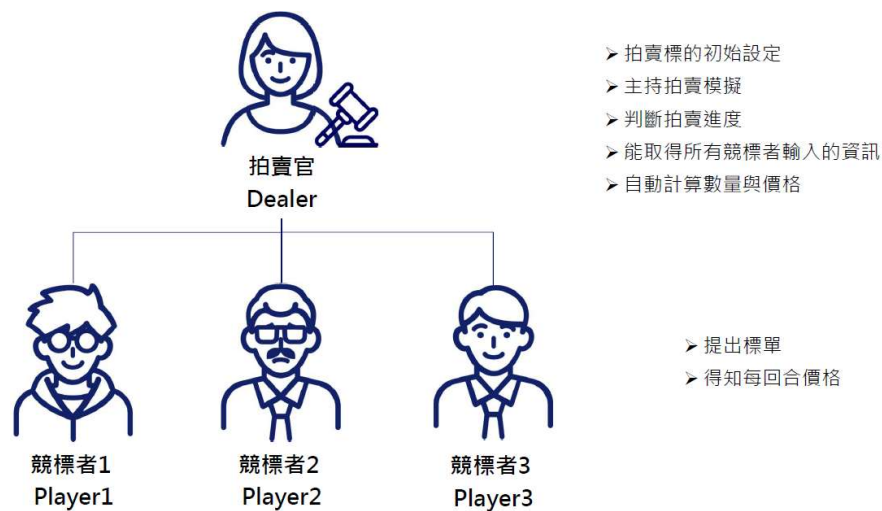 ➢ 拍賣標的初始設定
➢ 主持拍賣模擬
➢ 判斷拍賣進度
➢ 能取得所有競標者輸入的資訊
➢ 自動計算數量與價格
拍賣官
Dealer
競標者1
Player1
競標者2
Player2
競標者3
Player3
➢ 提出標單
➢ 得知每回合價格